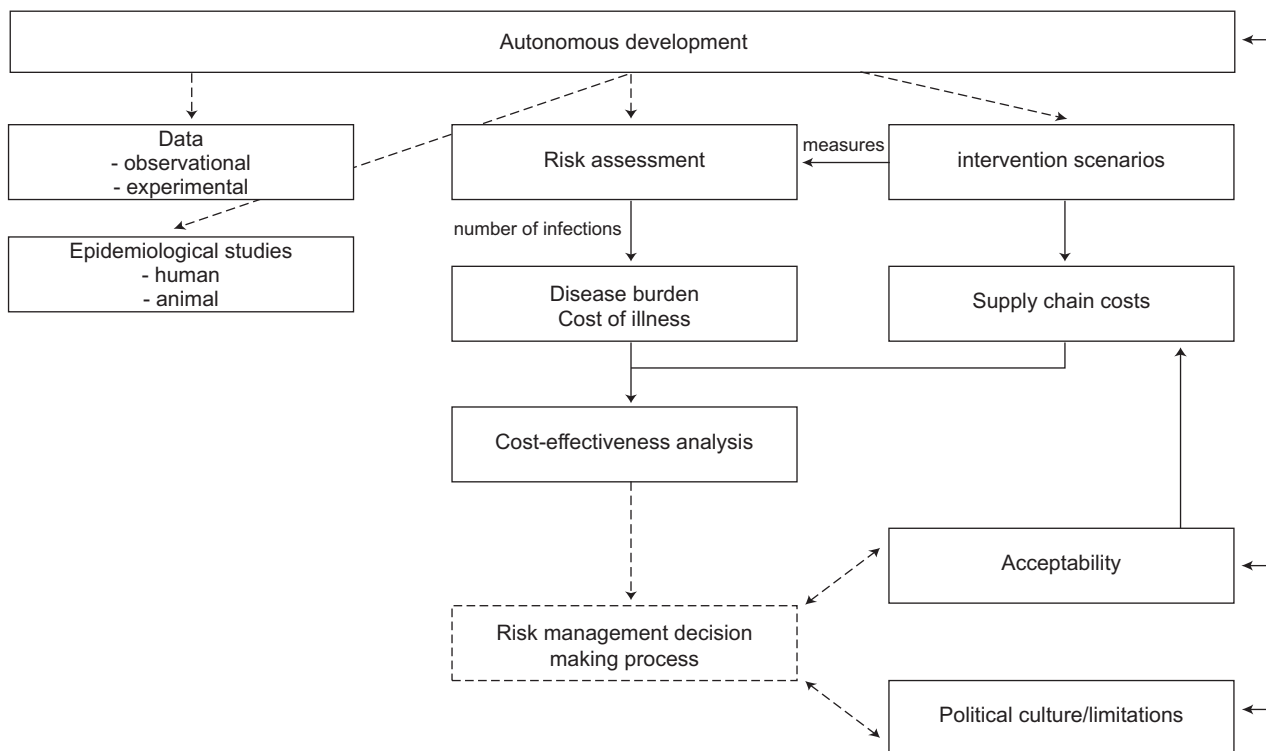 Autonomous development
Data
- observational
- experimental
Risk assessment
measures
intervention scenarios
number of infections
Epidemiological studies
- human
- animal
Disease burden
Cost of illness
Supply chain costs
Cost-effectiveness analysis
Acceptability
Risk management decision
making process
Political culture/limitations